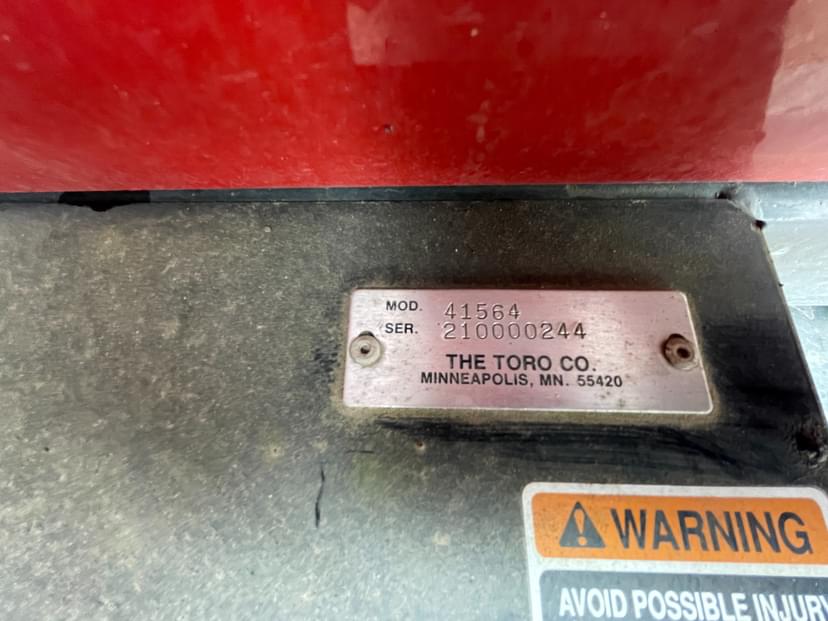 MOD. 41564
SER. 210000244
THE TORO CO.
MINNEAPOLIS, MN. 55420
WARNING
AVOID POSSIBLE INJURY